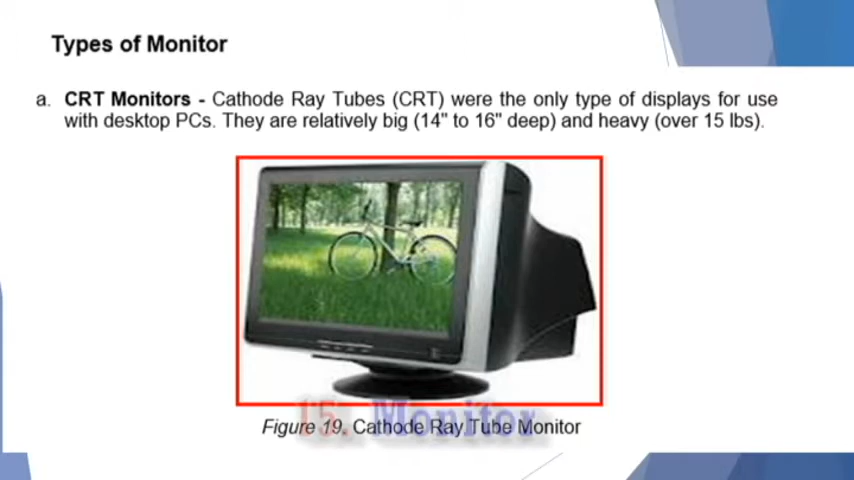 Types of Monitor
a. CRT Monitors - Cathode Ray Tubes (CRT) were the only type of displays for use
with desktop PCs. They are relatively big (14" to 16" deep) and heavy (over 15 lbs).
15. Monitor
Figure 19. Cathode Ray Tube Monitor